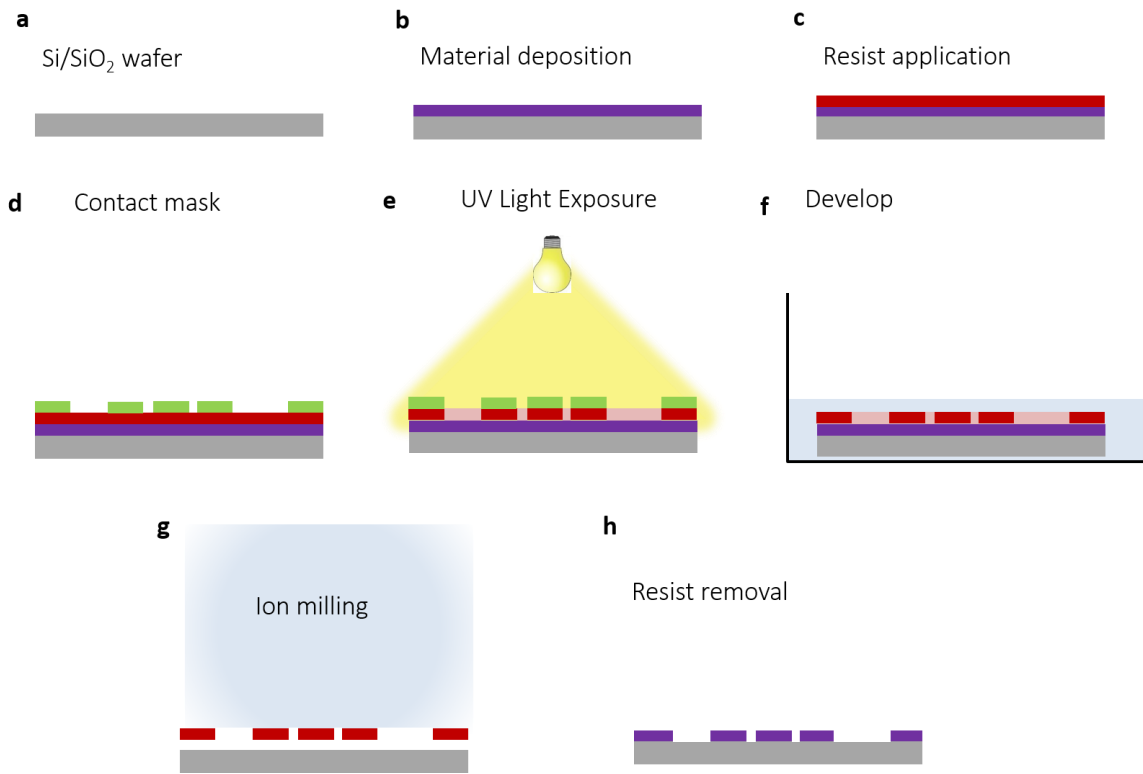 a
Si/SiO₂ wafer
b
Material deposition
c
Resist application
d
Contact mask
e
UV Light Exposure
f
Develop
g
Ion milling
h
Resist removal